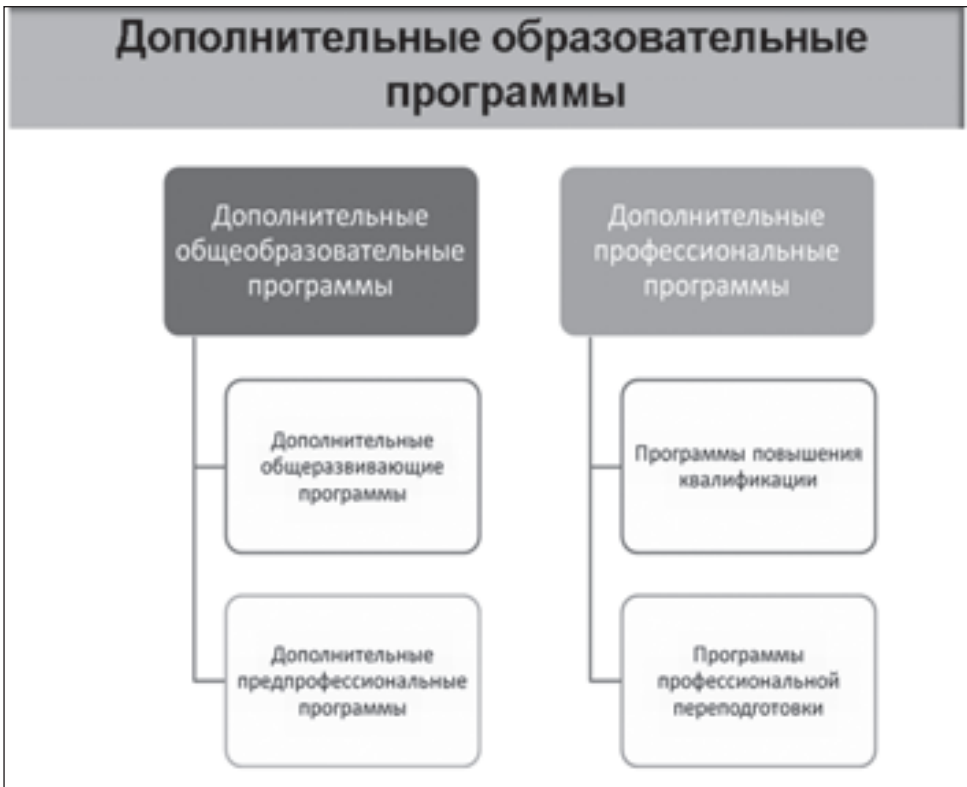 Дополнительные образовательные
программы
Дополнительные
общеобразовательные
программы
Дополнительные
общеразвивающие
программы
Дополнительные
предпрофессиональные
программы
Дополнительные
профессиональные
программы
Программы повышения
квалификации
Программы
профессиональной
переподготовки